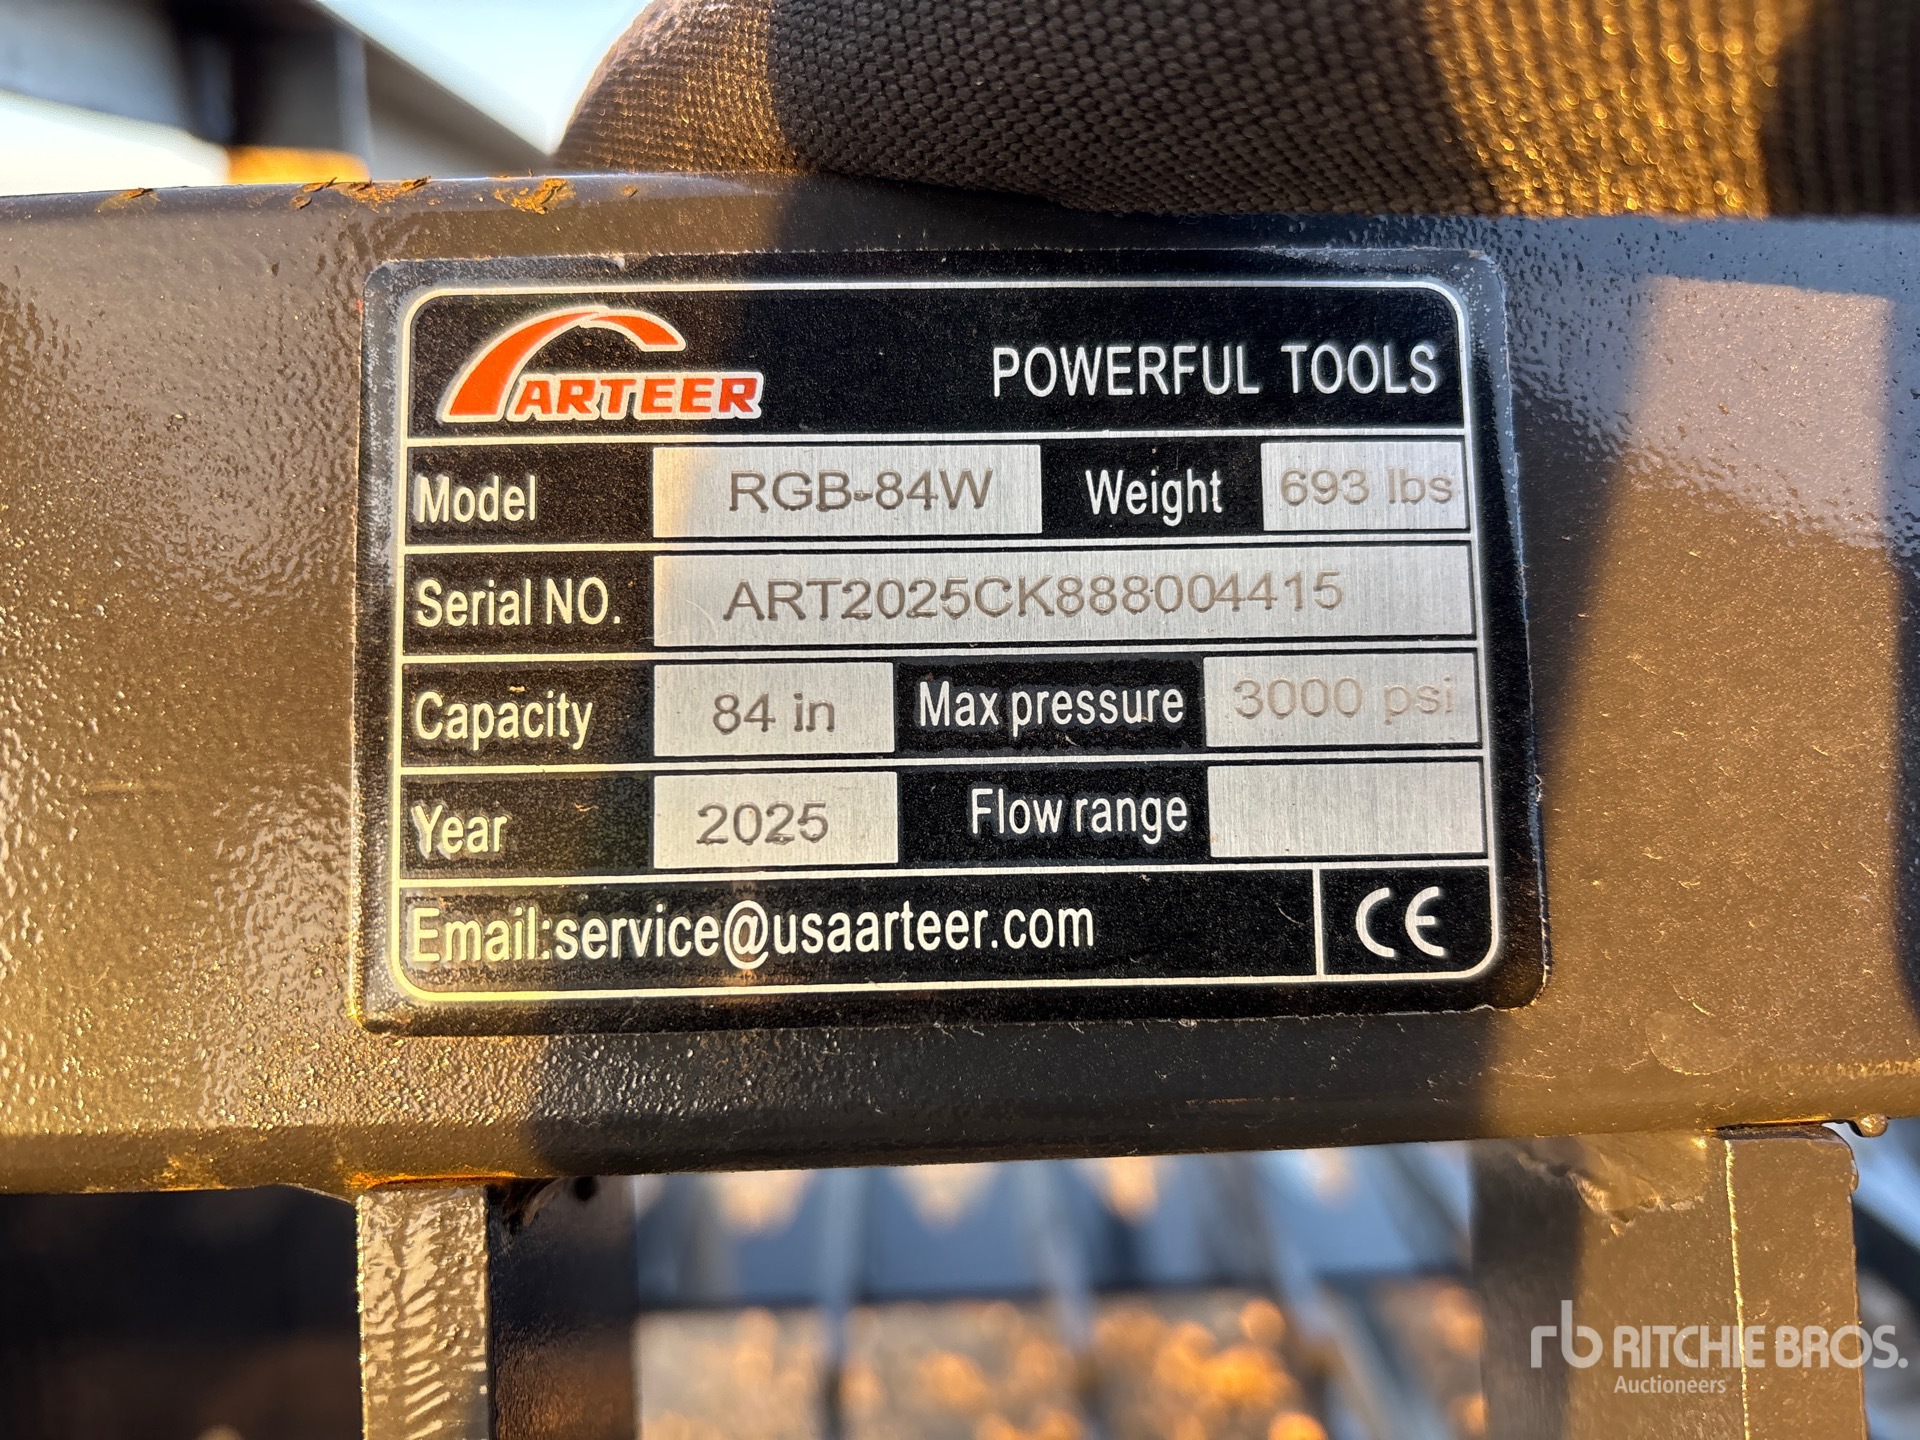 ARTEER POWERFUL TOOLS
Model RGB-84W Weight 693 lbs
Serial NO. ART2025CK888004415
Capacity 84 in Max pressure 3000 psi
Year 2025 Flow range
Email:service@usaarteer.com CE
rb RITCHIE BROS.
Auctioneers